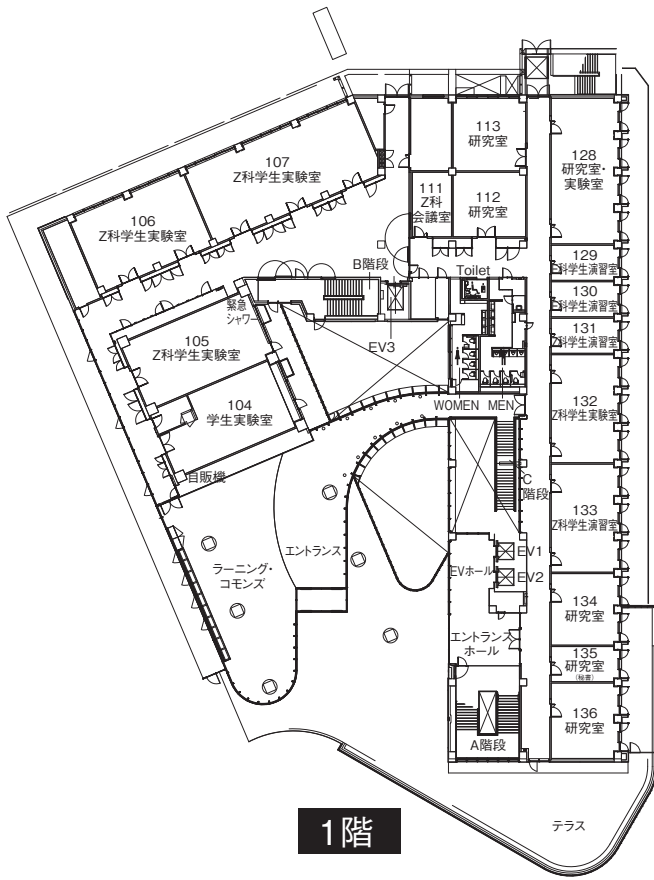 113
研究室
128
研究室・
実験室
107
Z科学生実験室
111
Z科
会議室
112
研究室
106
Z科学生実験室
B階段
Toilet
129
Z科学生演習室
緊急
シャワー
130
Z科学生演習室
105
Z科学生実験室
131
Z科学生演習室
EV3
104
学生実験室
WOMEN MEN
132
Z科学生実験室
自販機
C
階段
133
Z科学生演習室
エントランス
EV1
ラーニング・
コモンズ
EVホール
EV2
134
研究室
エントランス
ホール
135
研究室
(秘書)
136
研究室
A階段
テラス
1階